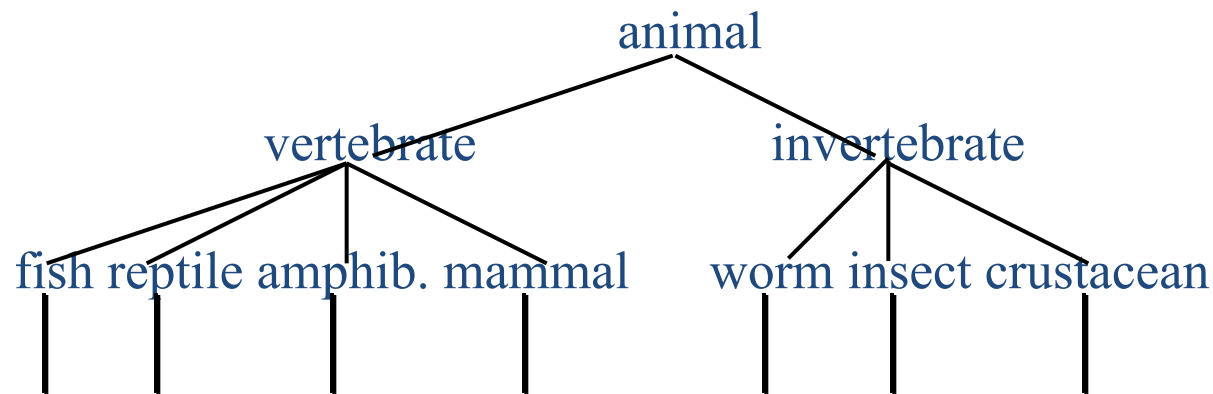 animal
vertebrate invertebrate
fish reptile amphib. mammal worm insect crustacean